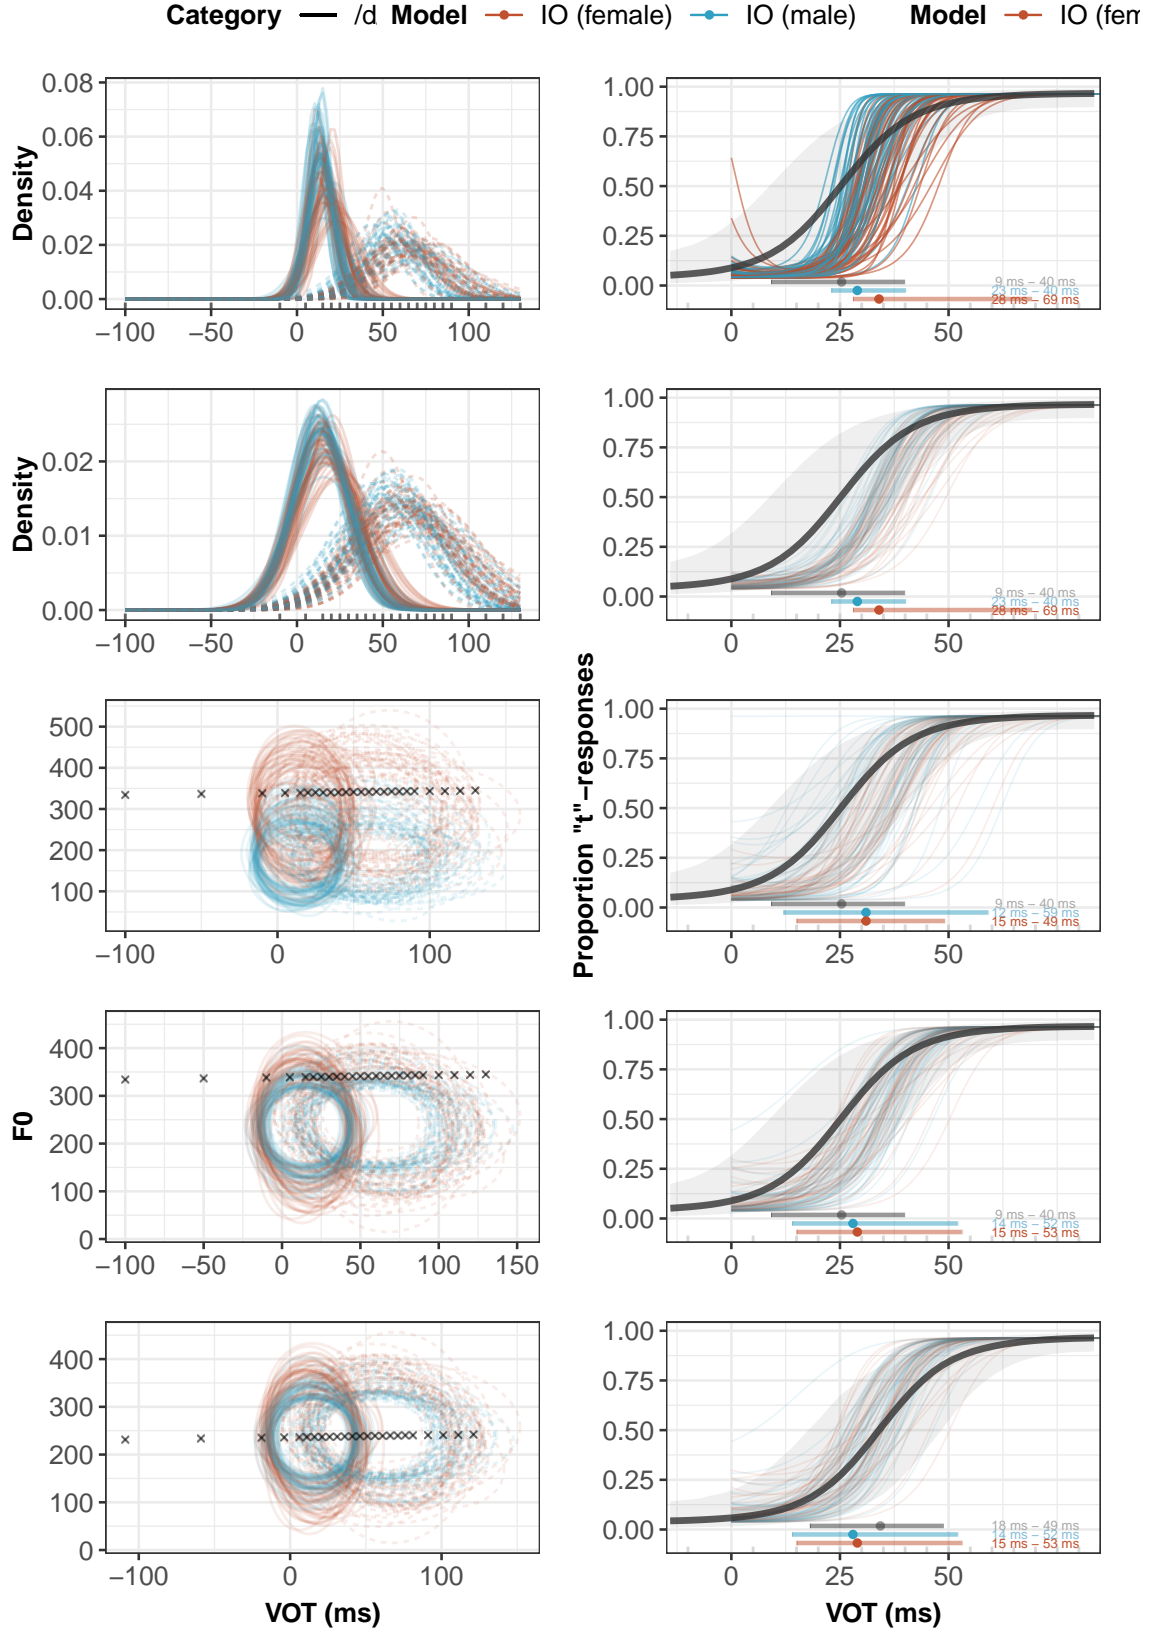 Category /d Model IO (female) IO (male) Model IO (fem
0.08
0.06
0.04
0.02
0.00
Density
−100 −50 0 50 100
1.00
0.75
0.50
0.25
0.00
9 ms − 40 ms
23 ms − 40 ms
28 ms − 69 ms
0 25 50
0.02
0.01
0.00
Density
−100 −50 0 50 100
1.00
0.75
0.50
0.25
0.00
9 ms − 40 ms
23 ms − 40 ms
28 ms − 69 ms
0 25 50
500
400
300
200
100
−100 0 100
Proportion "t"−responses
1.00
0.75
0.50
0.25
0.00
9 ms − 40 ms
12 ms − 59 ms
15 ms − 49 ms
0 25 50
400
300
200
100
0
F0
−100 −50 0 50 100 150
1.00
0.75
0.50
0.25
0.00
9 ms − 40 ms
14 ms − 52 ms
15 ms − 53 ms
0 25 50
400
300
200
100
0
−100 0 100
VOT (ms)
1.00
0.75
0.50
0.25
0.00
18 ms − 49 ms
14 ms − 52 ms
15 ms − 53 ms
0 25 50
VOT (ms)